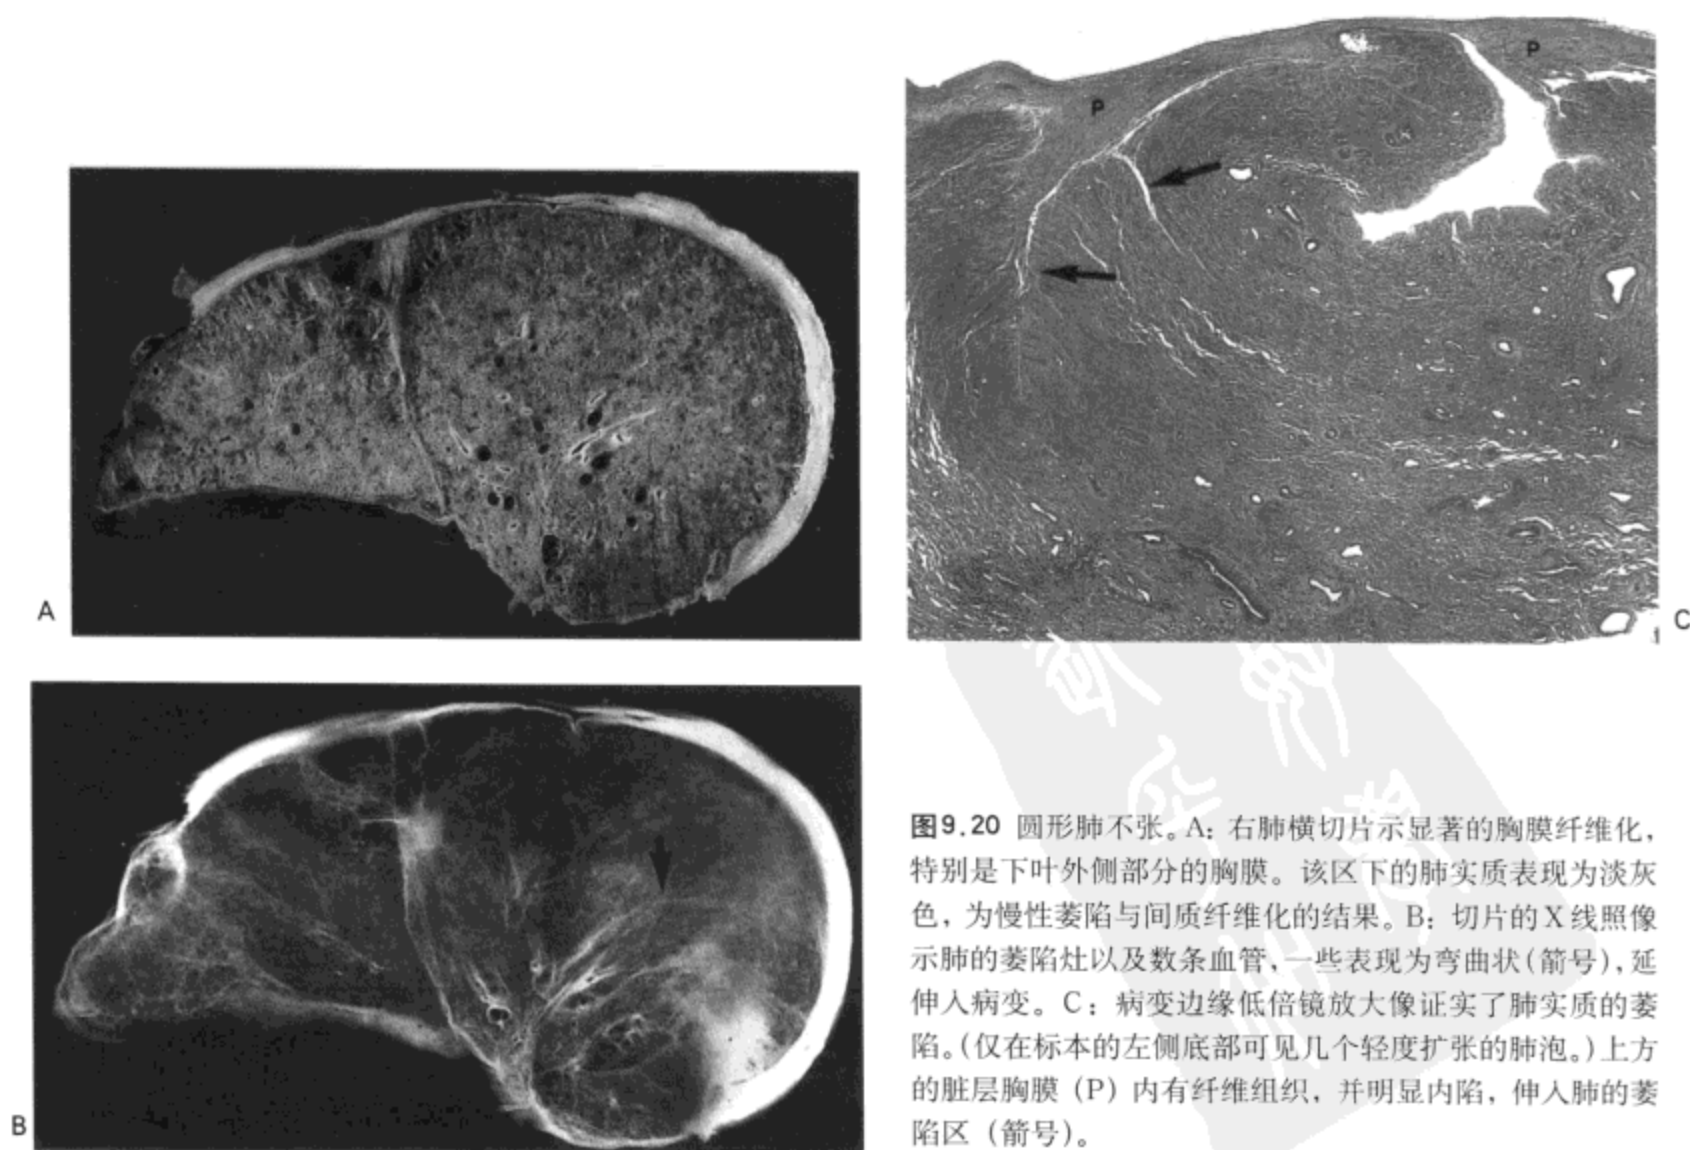 P
P
A
C
B
图9.20 圆形肺不张。A：右肺横切片示显著的胸膜纤维化，
特别是下叶外侧部分的胸膜。该区下的肺实质表现为淡灰
色，为慢性萎陷与间质纤维化的结果。B：切片的X线照像
示肺的萎陷灶以及数条血管，一些表现为弯曲状(箭号)，延
伸入病变。C：病变边缘低倍镜放大像证实了肺实质的萎
陷。(仅在标本的左侧底部可见几个轻度扩张的肺泡。)上方
的脏层胸膜（P）内有纤维组织，并明显内陷，伸入肺的萎
陷区（箭号）。